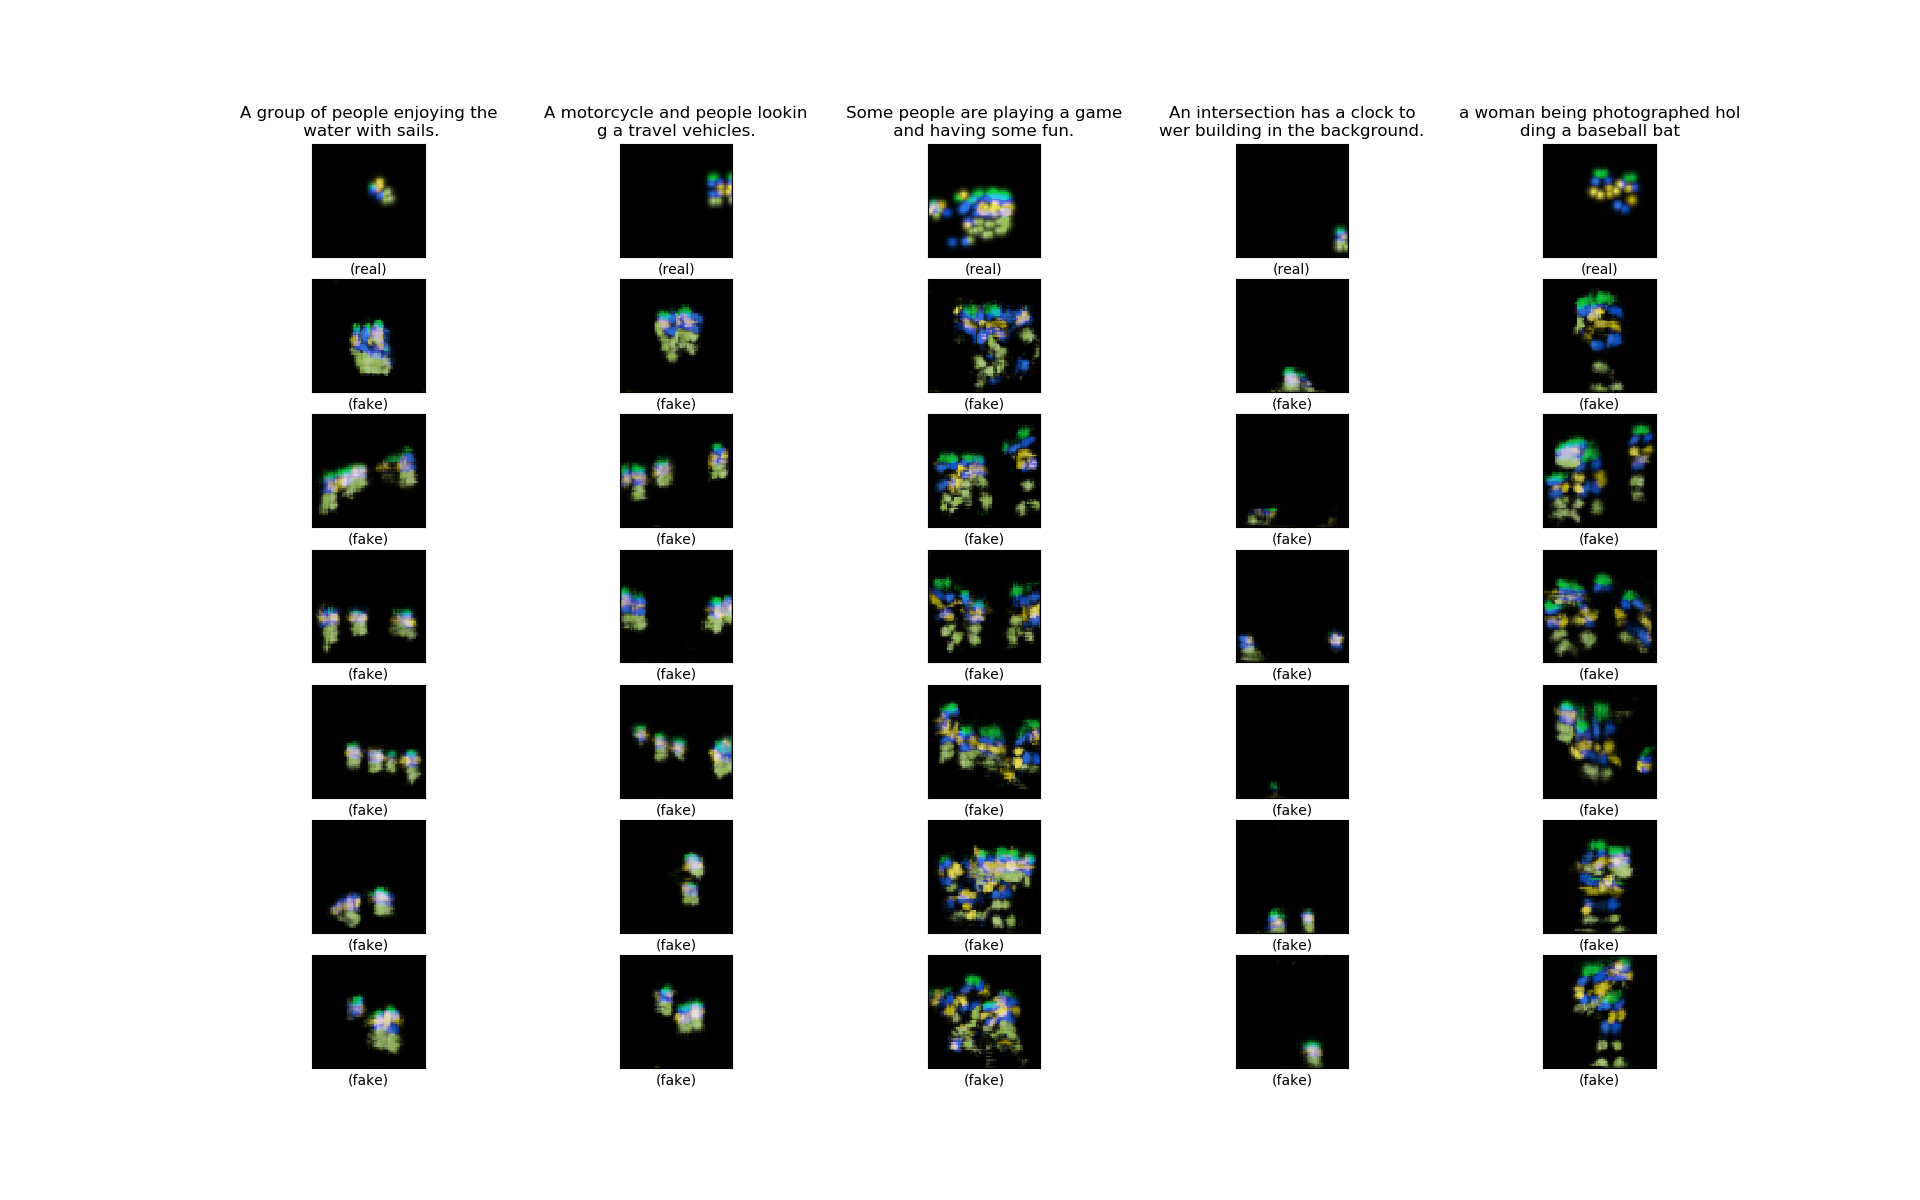 A group of people enjoying the
water with sails.
A motorcycle and people lookin
g a travel vehicles.
Some people are playing a game
and having some fun.
An intersection has a clock to
wer building in the background.
a woman being photographed hol
ding a baseball bat
(real) (real) (real) (real) (real)
(fake) (fake) (fake) (fake) (fake)
(fake) (fake) (fake) (fake) (fake)
(fake) (fake) (fake) (fake) (fake)
(fake) (fake) (fake) (fake) (fake)
(fake) (fake) (fake) (fake) (fake)
(fake) (fake) (fake) (fake) (fake)